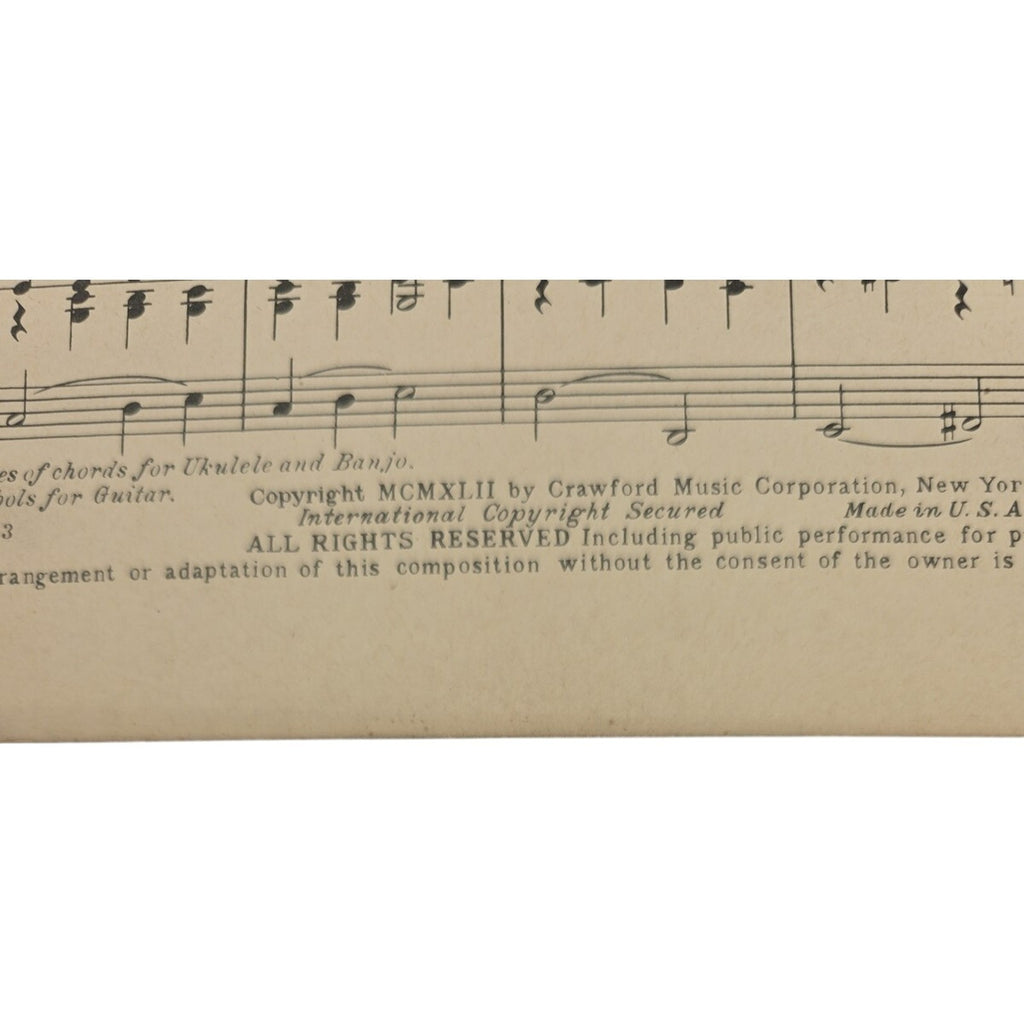 es of chords for Ukulele and Banjo.
ools for Guitar.
Copyright MCMXLII by Crawford Music Corporation, New Yor
International Copyright Secured Made in U. S. A
3
ALL RIGHTS RESERVED Including public performance for p
rangement or adaptation of this composition without the consent of the owner is